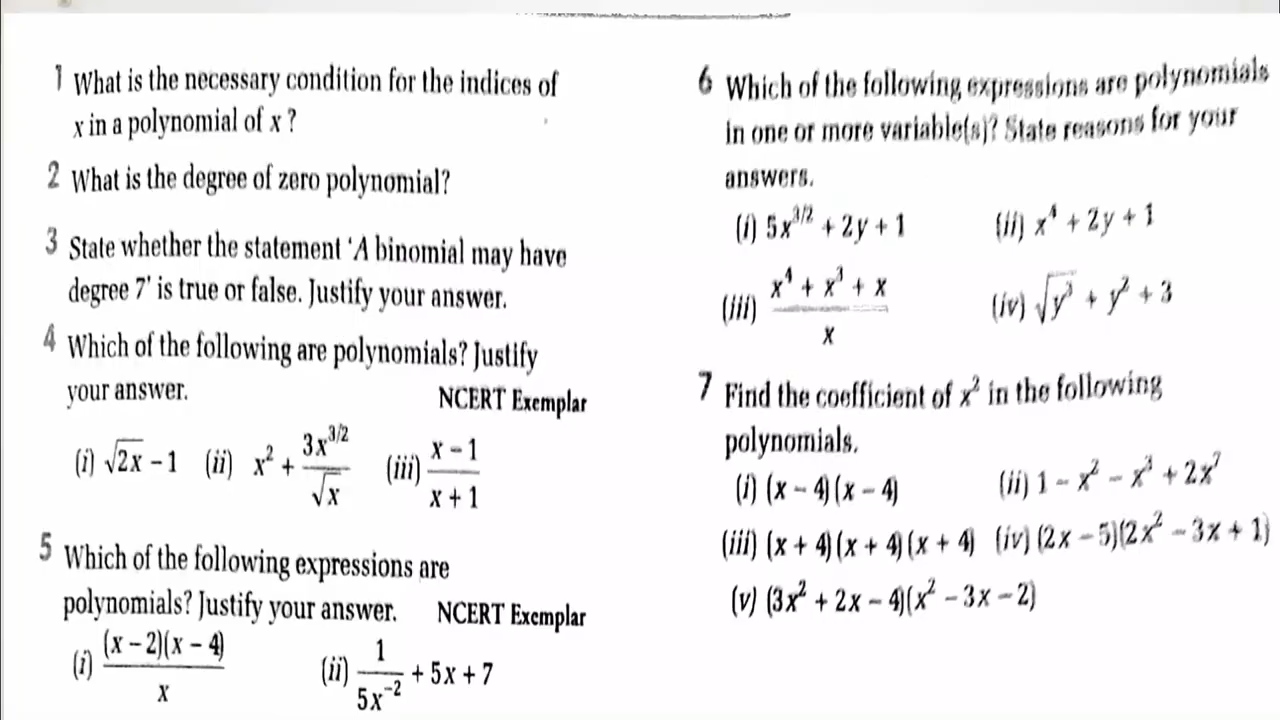 1 What is the necessary condition for the indices of
x in a polynomial of x ?
2 What is the degree of zero polynomial?
3 State whether the statement ‘A binomial may have
degree 7’ is true or false. Justify your answer.
4 Which of the following are polynomials? Justify
your answer. NCERT Exemplar
(i) √2x − 1 (ii) x² + 3x^{3/2}/√x (iii) (x − 1)/(x + 1)
5 Which of the following expressions are
polynomials? Justify your answer. NCERT Exemplar
(i) (x − 2)(x − 4)/x (ii) 1/5x⁻² + 5x + 7
6 Which of the following expressions are polynomials
in one or more variable(s)? State reasons for your
answers.
(i) 5x^{3/2} + 2y + 1 (ii) x⁴ + 2y + 1
(iii) (x⁴ + x³ + x)/x (iv) √y³ + y² + 3
7 Find the coefficient of x² in the following
polynomials.
(i) (x − 4)(x − 4) (ii) 1 − x² − x³ + 2x⁷
(iii) (x + 4)(x + 4)(x + 4) (iv) (2x − 5)(2x² − 3x + 1)
(v) (3x² + 2x − 4)(x² − 3x − 2)